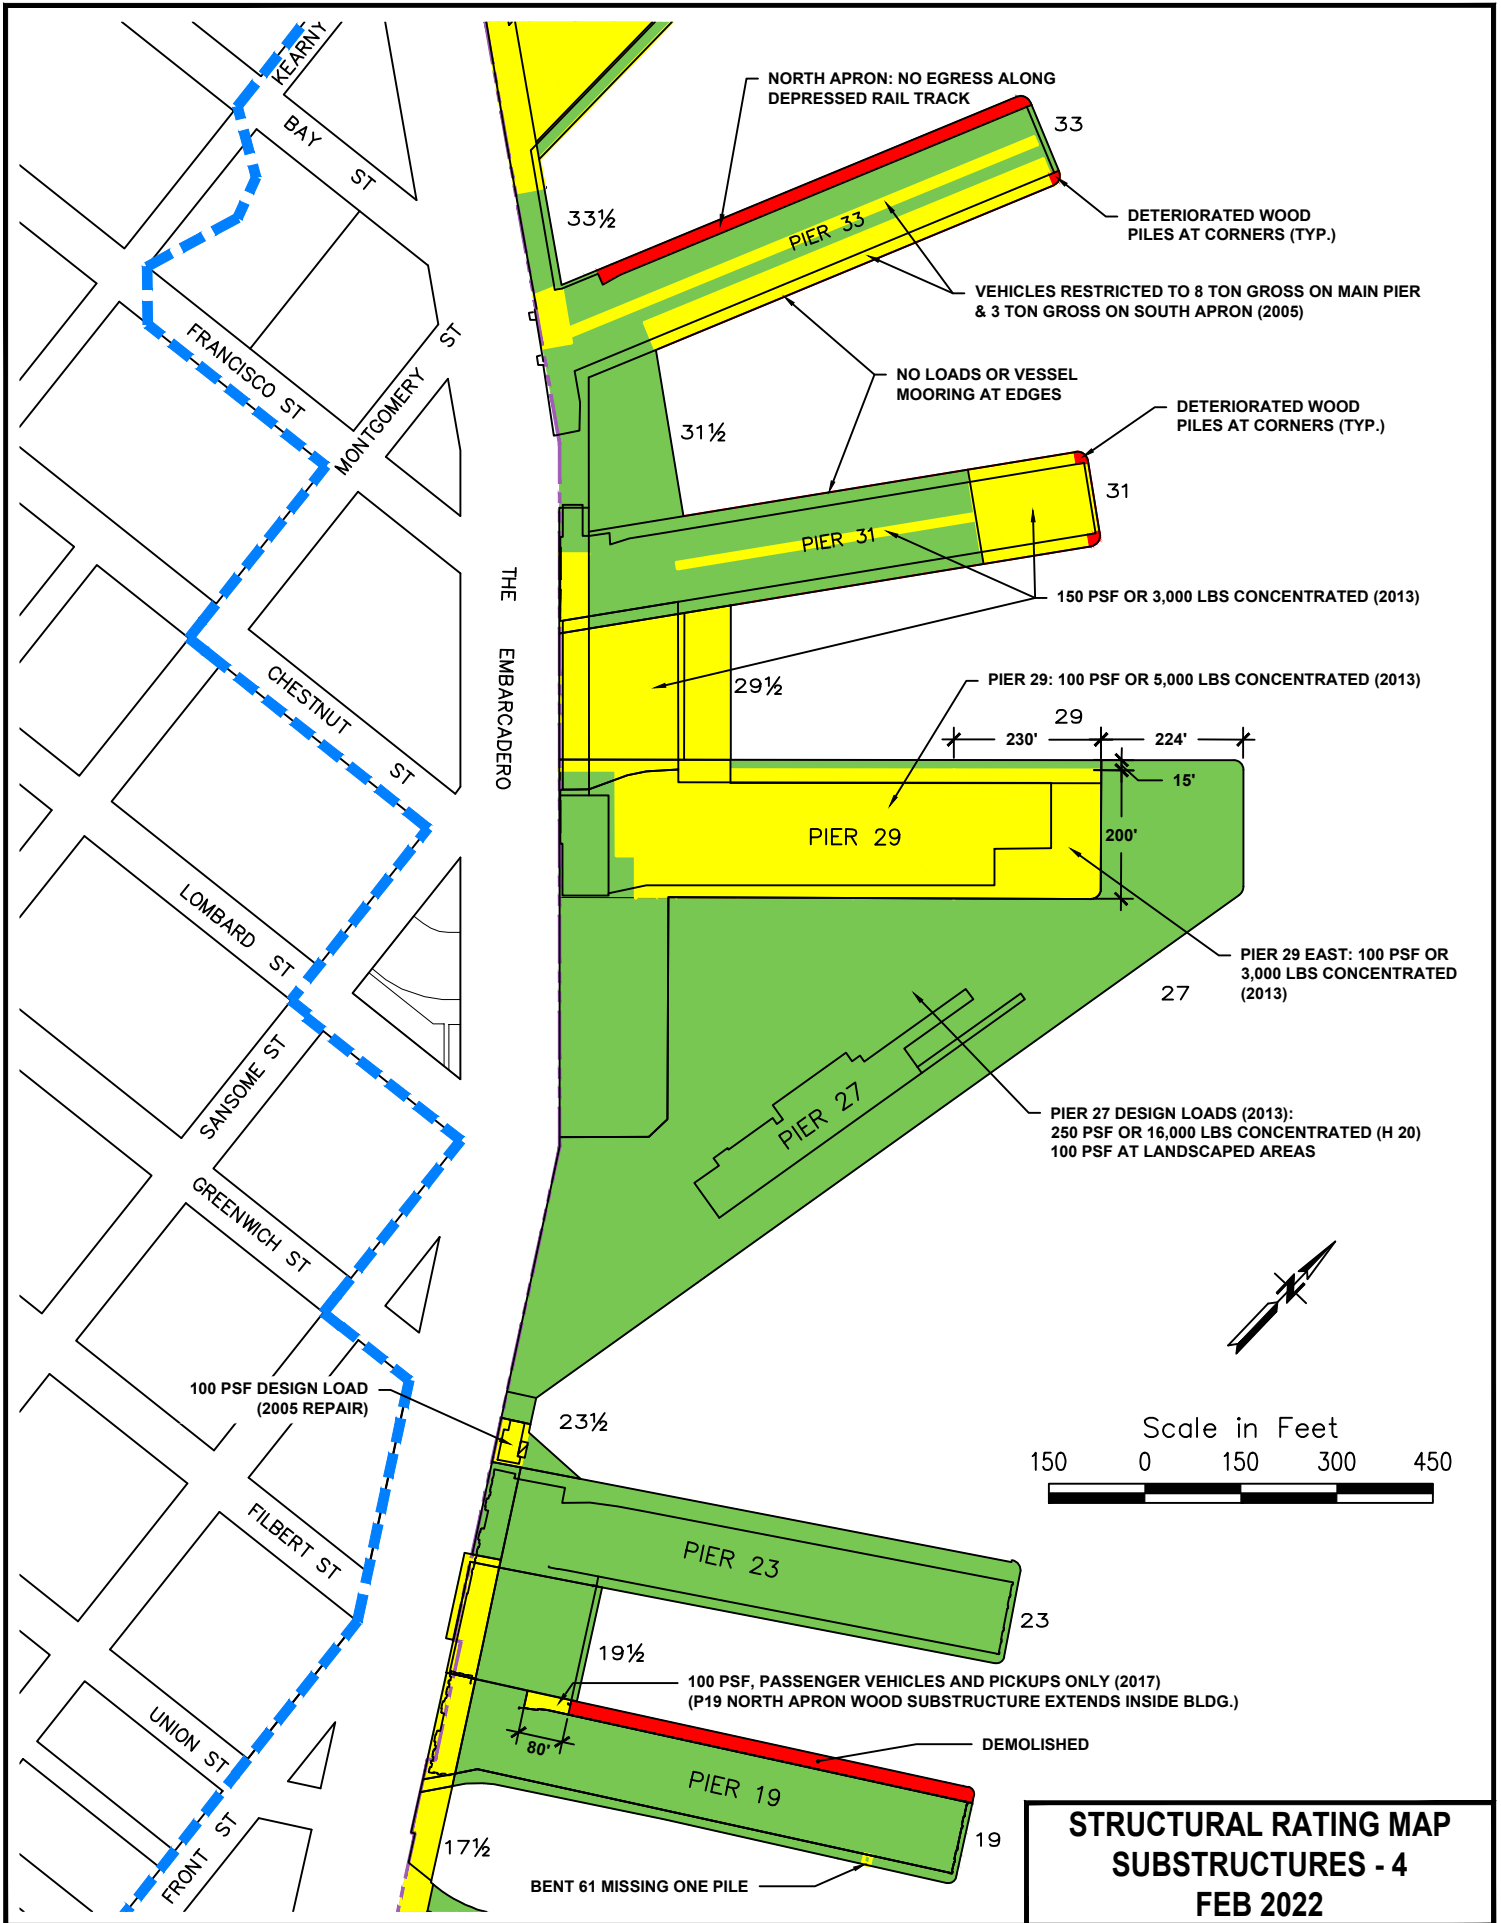 KEARNY
BAY ST
NORTH APRON: NO EGRESS ALONG
DEPRESSED RAIL TRACK
33
33½
PIER 33
DETERIORATED WOOD
PILES AT CORNERS (TYP.)
VEHICLES RESTRICTED TO 8 TON GROSS ON MAIN PIER
& 3 TON GROSS ON SOUTH APRON (2005)
FRANCISCO ST
MONTGOMERY ST
NO LOADS OR VESSEL
MOORING AT EDGES
31½
DETERIORATED WOOD
PILES AT CORNERS (TYP.)
31
PIER 31
THE EMBARCADERO
150 PSF OR 3,000 LBS CONCENTRATED (2013)
CHESTNUT ST
29½
PIER 29: 100 PSF OR 5,000 LBS CONCENTRATED (2013)
29
230'
224'
15'
PIER 29
200'
LOMBARD ST
PIER 29 EAST: 100 PSF OR
3,000 LBS CONCENTRATED
(2013)
27
SANSOME ST
PIER 27
PIER 27 DESIGN LOADS (2013):
250 PSF OR 16,000 LBS CONCENTRATED (H 20)
100 PSF AT LANDSCAPED AREAS
GREENWICH ST
N
100 PSF DESIGN LOAD
(2005 REPAIR)
23½
Scale in Feet
150 0 150 300 450
FILBERT ST
PIER 23
23
19½
100 PSF, PASSENGER VEHICLES AND PICKUPS ONLY (2017)
(P19 NORTH APRON WOOD SUBSTRUCTURE EXTENDS INSIDE BLDG.)
UNION ST
80'
DEMOLISHED
PIER 19
19
17½
FRONT ST
BENT 61 MISSING ONE PILE
STRUCTURAL RATING MAP
SUBSTRUCTURES - 4
FEB 2022